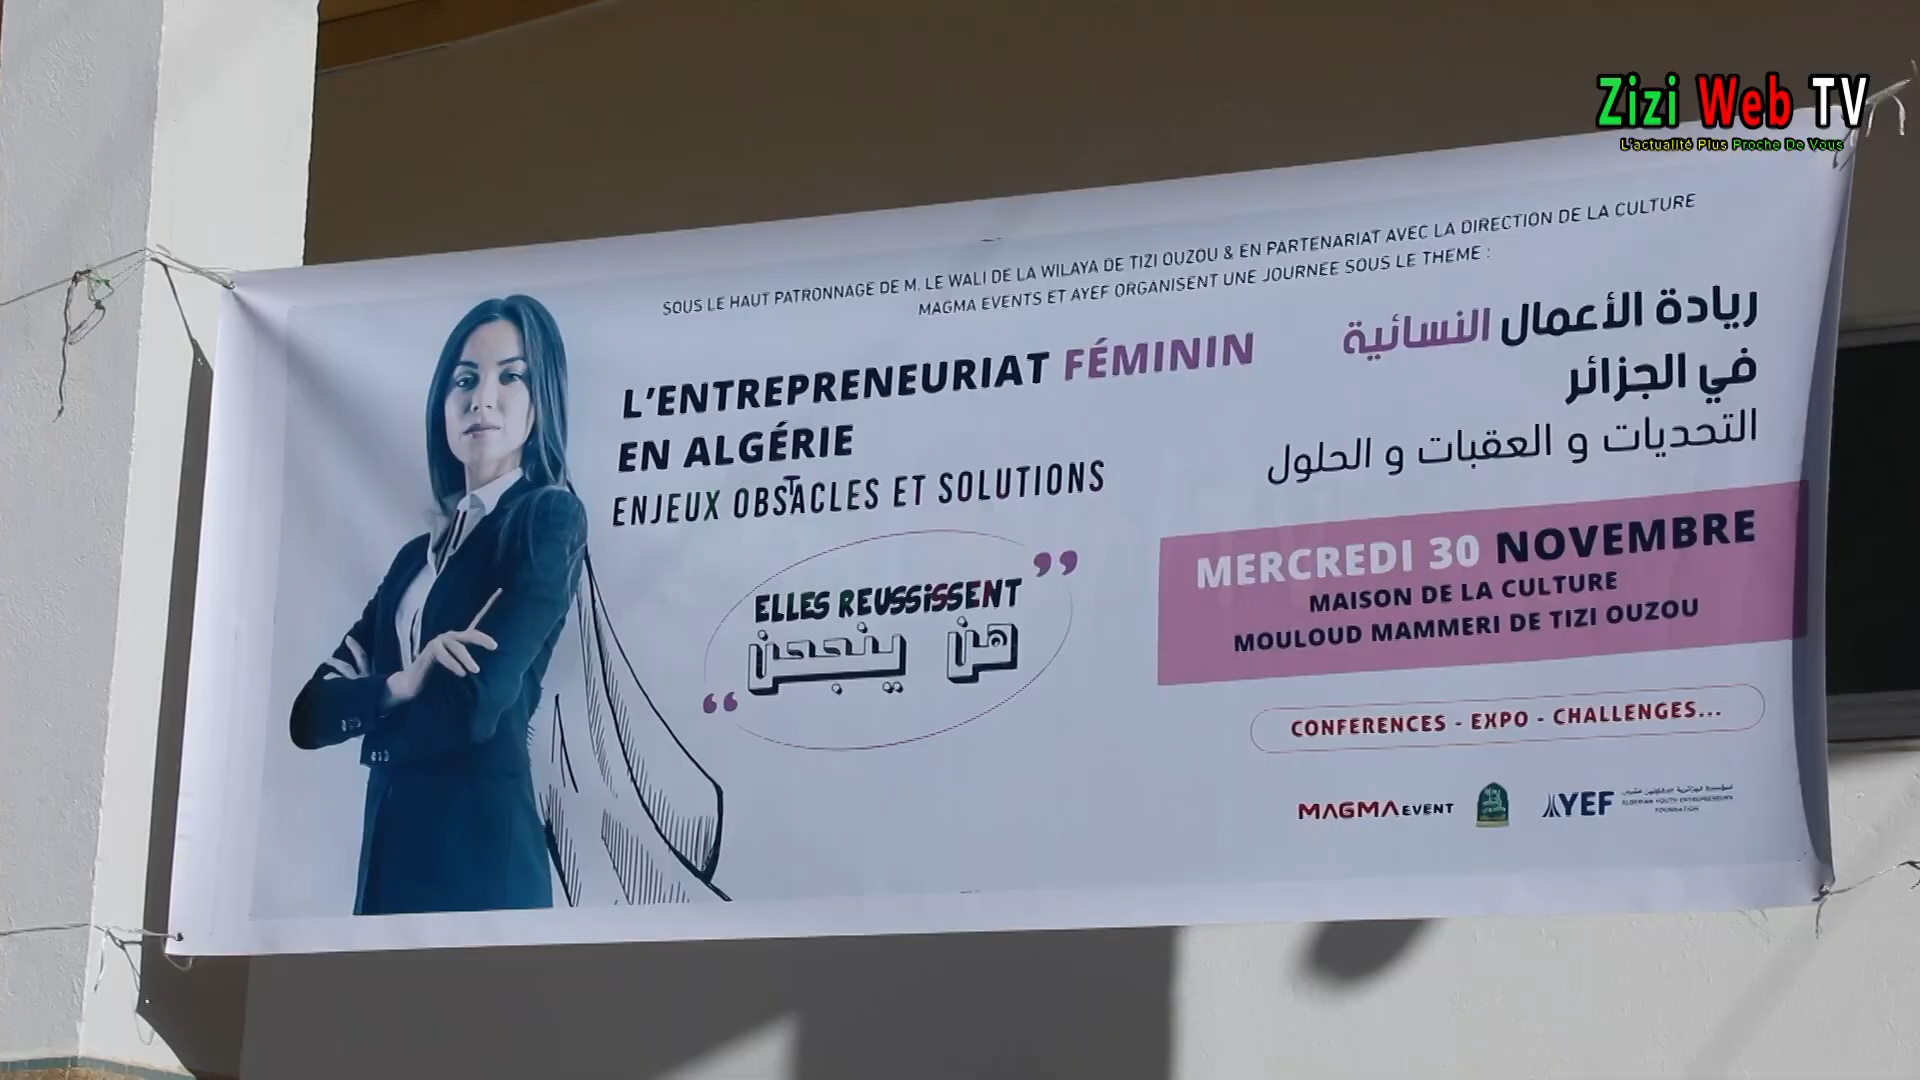 Zizi Web TV
L'actualité Plus Proche De Vous
SOUS LE HAUT PATRONNAGE DE M. LE WALI DE LA WILAYA DE TIZI OUZOU & EN PARTENARIAT AVEC LA DIRECTION DE LA CULTURE
MAGMA EVENTS ET AYEF ORGANISENT UNE JOURNEE SOUS LE THEME :
L'ENTREPRENEURIAT FÉMININ
EN ALGÉRIE
ENJEUX OBSTACLES ET SOLUTIONS
ريادة الأعمال النسائية
في الجزائر
التحديات و العقبات و الحلول
ELLES REUSSiSSENT
هن ينجحن
MERCREDI 30 NOVEMBRE
MAISON DE LA CULTURE
MOULOUD MAMMERI DE TIZI OUZOU
CONFERENCES - EXPO - CHALLENGES...
MAGMA EVENT
AYEF
ALGERIAN YOUTH ENTREPRENEURS
FOUNDATION